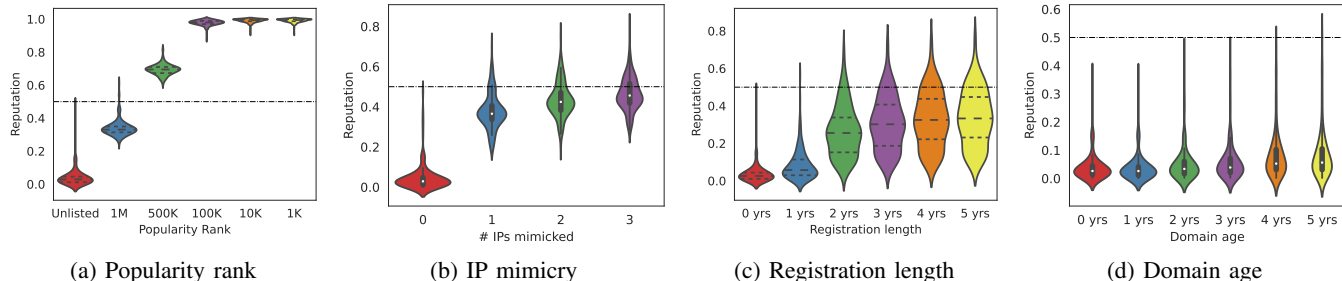 1.0
0.8
0.6
0.4
0.2
0.0
Reputation
Unlisted 1M 500K 100K 10K 1K
Popularity Rank
(a) Popularity rank
0.8
0.6
0.4
0.2
0.0
Reputation
0 1 2 3
# IPs mimicked
(b) IP mimicry
0.8
0.6
0.4
0.2
0.0
Reputation
0 yrs 1 yrs 2 yrs 3 yrs 4 yrs 5 yrs
Registration length
(c) Registration length
0.6
0.5
0.4
0.3
0.2
0.1
0.0
Reputation
0 yrs 1 yrs 2 yrs 3 yrs 4 yrs 5 yrs
Domain age
(d) Domain age